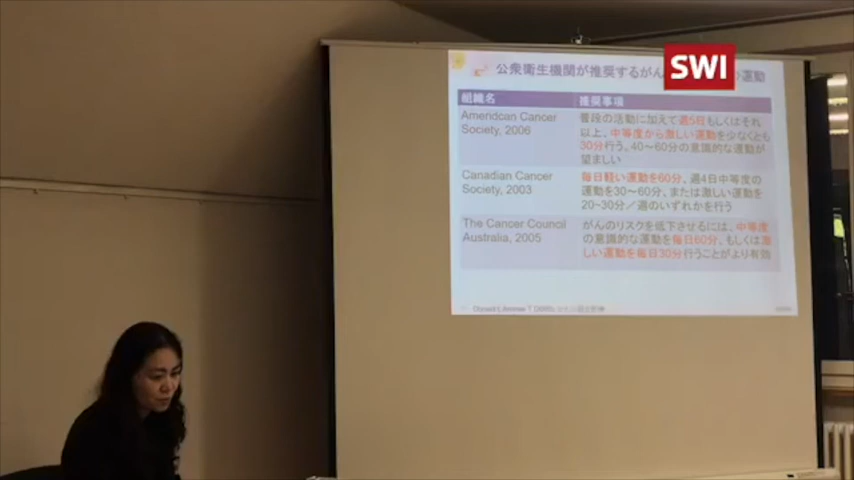 公衆衛生機関が推奨するがん
運動
SWI
組織名
推奨事項
Ameridcan Cancer
Society, 2006
普段の活動に加えて週5日もしくはそれ
以上、中等度から激しい運動を少なくとも
30分行う。40～60分の意識的な運動が
望ましい
Canadian Cancer
Society, 2003
毎日軽い運動を60分、週4日中等度の
運動を30～60分、または激しい運動を
20~30分／週のいずれかを行う
The Cancer Council
Australia, 2005
がんのリスクを低下させるには、中等度
の意識的な運動を毎日60分、もしくは激
しい運動を毎日30分行うことがより有効